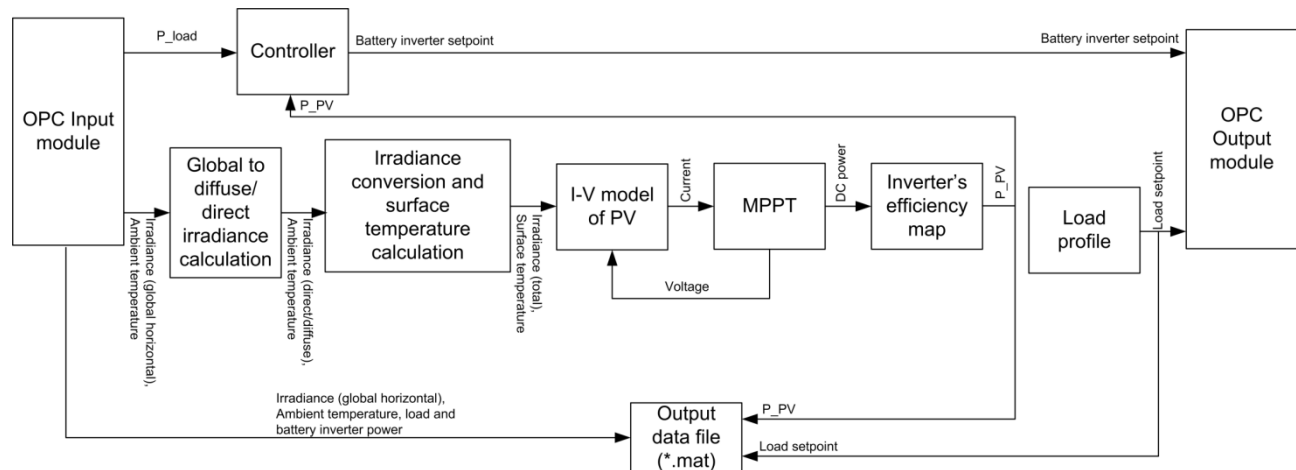 P_load
Controller
Battery inverter setpoint
Battery inverter setpoint
OPC Input
module
P_PV
OPC
Output
module
Global to
diffuse/
direct
irradiance
calculation
Irradiance
conversion and
surface
temperature
calculation
I-V model
of PV
Current
MPPT
DC power
Inverter's
efficiency
map
P_PV
Load
profile
Load setpoint
Irradiance (global horizontal),
Ambient temperature
Irradiance (direct/diffuse),
Ambient temperature
Irradiance (total),
Surface temperature
Voltage
Irradiance (global horizontal),
Ambient temperature, load and
battery inverter power
Output
data file
(*.mat)
P_PV
Load setpoint